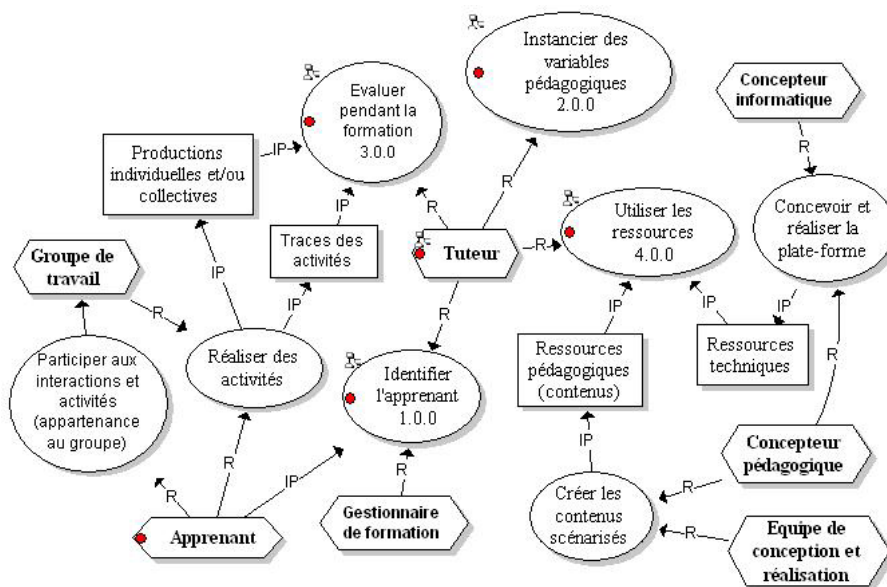 Instancier des
variables
pédagogiques
2.0.0
Evaluer
pendant la
formation
3.0.0
Concepteur
informatique
Productions
individuelles et/ou
collectives
IP
R
R
R
IP
Traces des
activités
Tuteur
R
Utiliser les
ressources
4.0.0
Concevoir et
réaliser la
plate-forme
Groupe de
travail
IP
R
IP
R
IP
IP
IP
Participer aux
interactions et
activités
(appartenance
au groupe)
Réaliser des
activités
Identifier
l'apprenant
1.0.0
Ressources
pédagogiques
(contenus)
Ressources
techniques
R
R
R
IP
R
IP
Concepteur
pédagogique
R
Apprenant
Gestionnaire
de formation
Créer les
contenus
scénarisés
R
Equipe de
conception et
réalisation